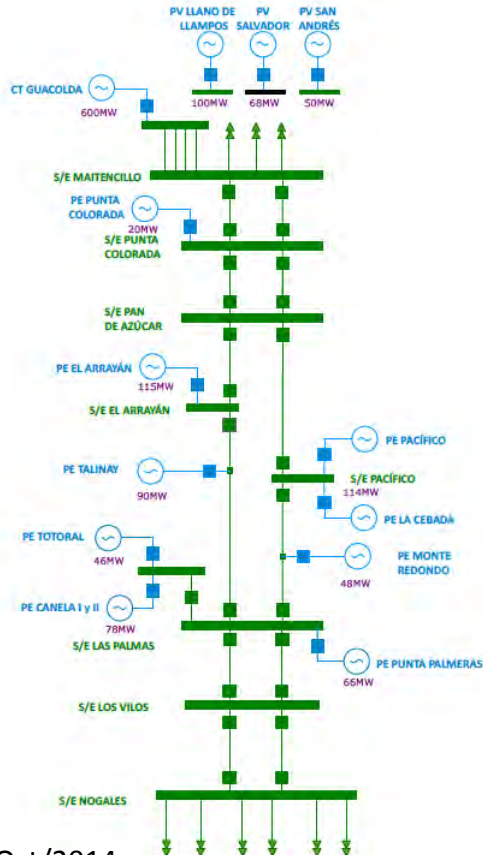 PV LLANO DE
LLAMPOS
PV
SALVADOR
PV SAN
ANDRÉS
CT GUACOLDA
600MW
100MW
68MW
50MW
S/E MAITENCILLO
PE PUNTA
COLORADA
20MW
S/E PUNTA
COLORADA
S/E PAN
DE AZÚCAR
PE EL ARRAYÁN
115MW
S/E EL ARRAYÁN
PE PACÍFICO
PE TALINAY
90MW
S/E PACÍFICO
114MW
PE LA CEBADA
PE TOTORAL
46MW
PE MONTE
REDONDO
48MW
PE CANELA I y II
78MW
S/E LAS PALMAS
PE PUNTA PALMERAS
66MW
S/E LOS VILOS
S/E NOGALES